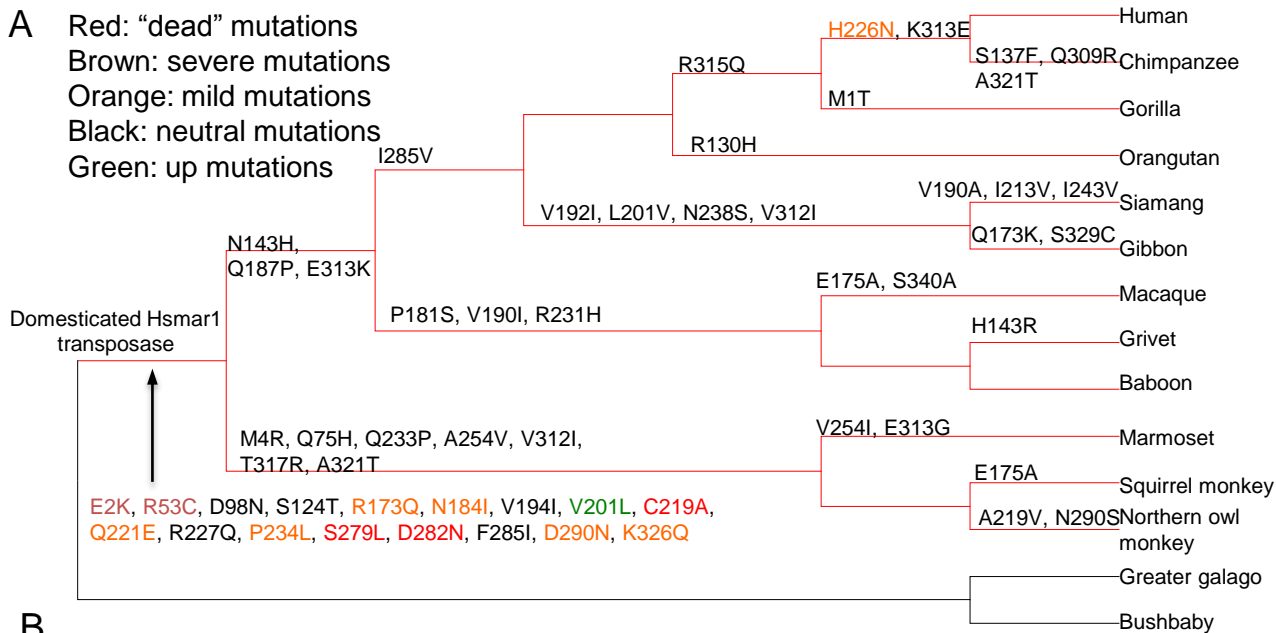 A
Red: “dead” mutations
Brown: severe mutations
Orange: mild mutations
Black: neutral mutations
Green: up mutations
Human
H226N, K313E
S137F, Q309R,
A321T
Chimpanzee
R315Q
M1T
Gorilla
R130H
Orangutan
I285V
V190A, I213V, I243V
Siamang
V192I, L201V, N238S, V312I
Q173K, S329C
Gibbon
N143H,
Q187P, E313K
E175A, S340A
Macaque
P181S, V190I, R231H
H143R
Grivet
Baboon
Domesticated Hsmar1
transposase
M4R, Q75H, Q233P, A254V, V312I,
T317R, A321T
V254I, E313G
Marmoset
E175A
Squirrel monkey
A219V, N290S
Northern owl
monkey
E2K, R53C, D98N, S124T, R173Q, N184I, V194I, V201L, C219A,
Q221E, R227Q, P234L, S279L, D282N, F285I, D290N, K326Q
Greater galago
Bushbaby
B